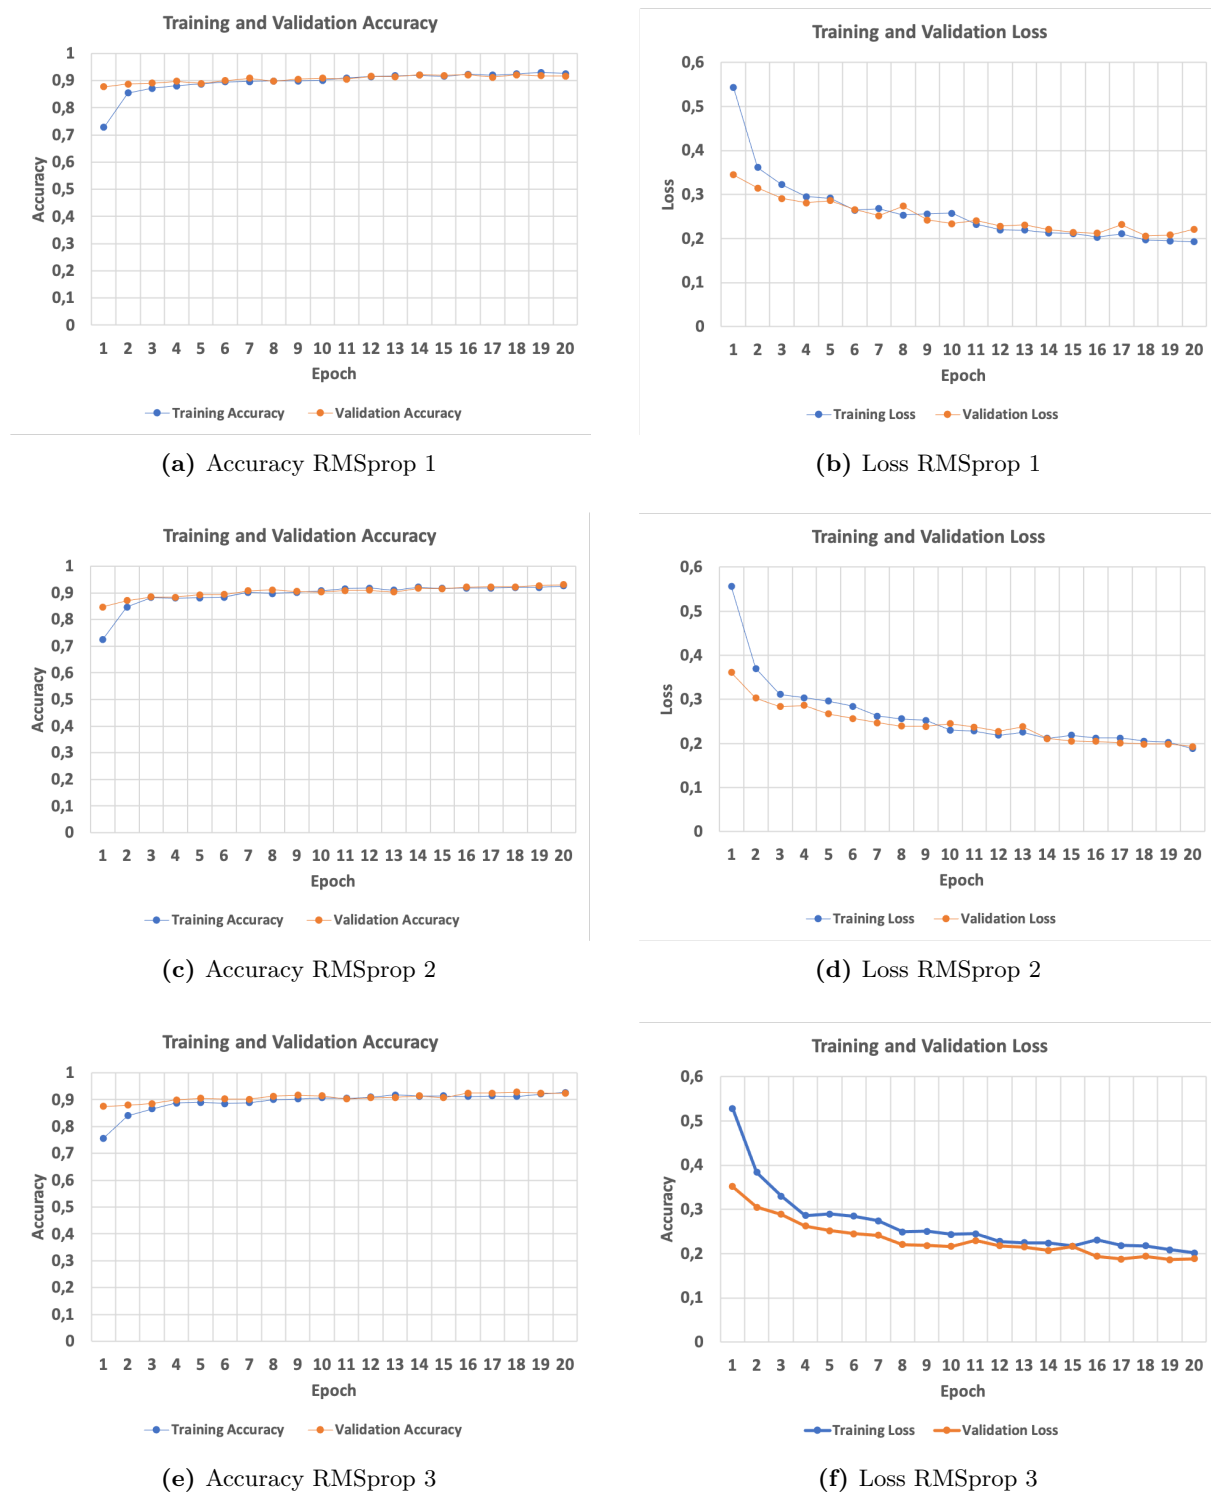 Training and Validation Accuracy
1
0,9
0,8
0,7
0,6
0,5
0,4
0,3
0,2
0,1
0
Accuracy
1 2 3 4 5 6 7 8 9 10 11 12 13 14 15 16 17 18 19 20
Epoch
Training Accuracy Validation Accuracy
(a) Accuracy RMSprop 1
Training and Validation Loss
0,6
0,5
0,4
0,3
0,2
0,1
0
Loss
1 2 3 4 5 6 7 8 9 10 11 12 13 14 15 16 17 18 19 20
Epoch
Training Loss Validation Loss
(b) Loss RMSprop 1
Training and Validation Accuracy
1
0,9
0,8
0,7
0,6
0,5
0,4
0,3
0,2
0,1
0
Accuracy
1 2 3 4 5 6 7 8 9 10 11 12 13 14 15 16 17 18 19 20
Epoch
Training Accuracy Validation Accuracy
(c) Accuracy RMSprop 2
Training and Validation Loss
0,6
0,5
0,4
0,3
0,2
0,1
0
Loss
1 2 3 4 5 6 7 8 9 10 11 12 13 14 15 16 17 18 19 20
Epoch
Training Loss Validation Loss
(d) Loss RMSprop 2
Training and Validation Accuracy
1
0,9
0,8
0,7
0,6
0,5
0,4
0,3
0,2
0,1
0
Accuracy
1 2 3 4 5 6 7 8 9 10 11 12 13 14 15 16 17 18 19 20
Epoch
Training Accuracy Validation Accuracy
(e) Accuracy RMSprop 3
Training and Validation Loss
0,6
0,5
0,4
0,3
0,2
0,1
0
Accuracy
1 2 3 4 5 6 7 8 9 10 11 12 13 14 15 16 17 18 19 20
Epoch
Training Loss Validation Loss
(f) Loss RMSprop 3